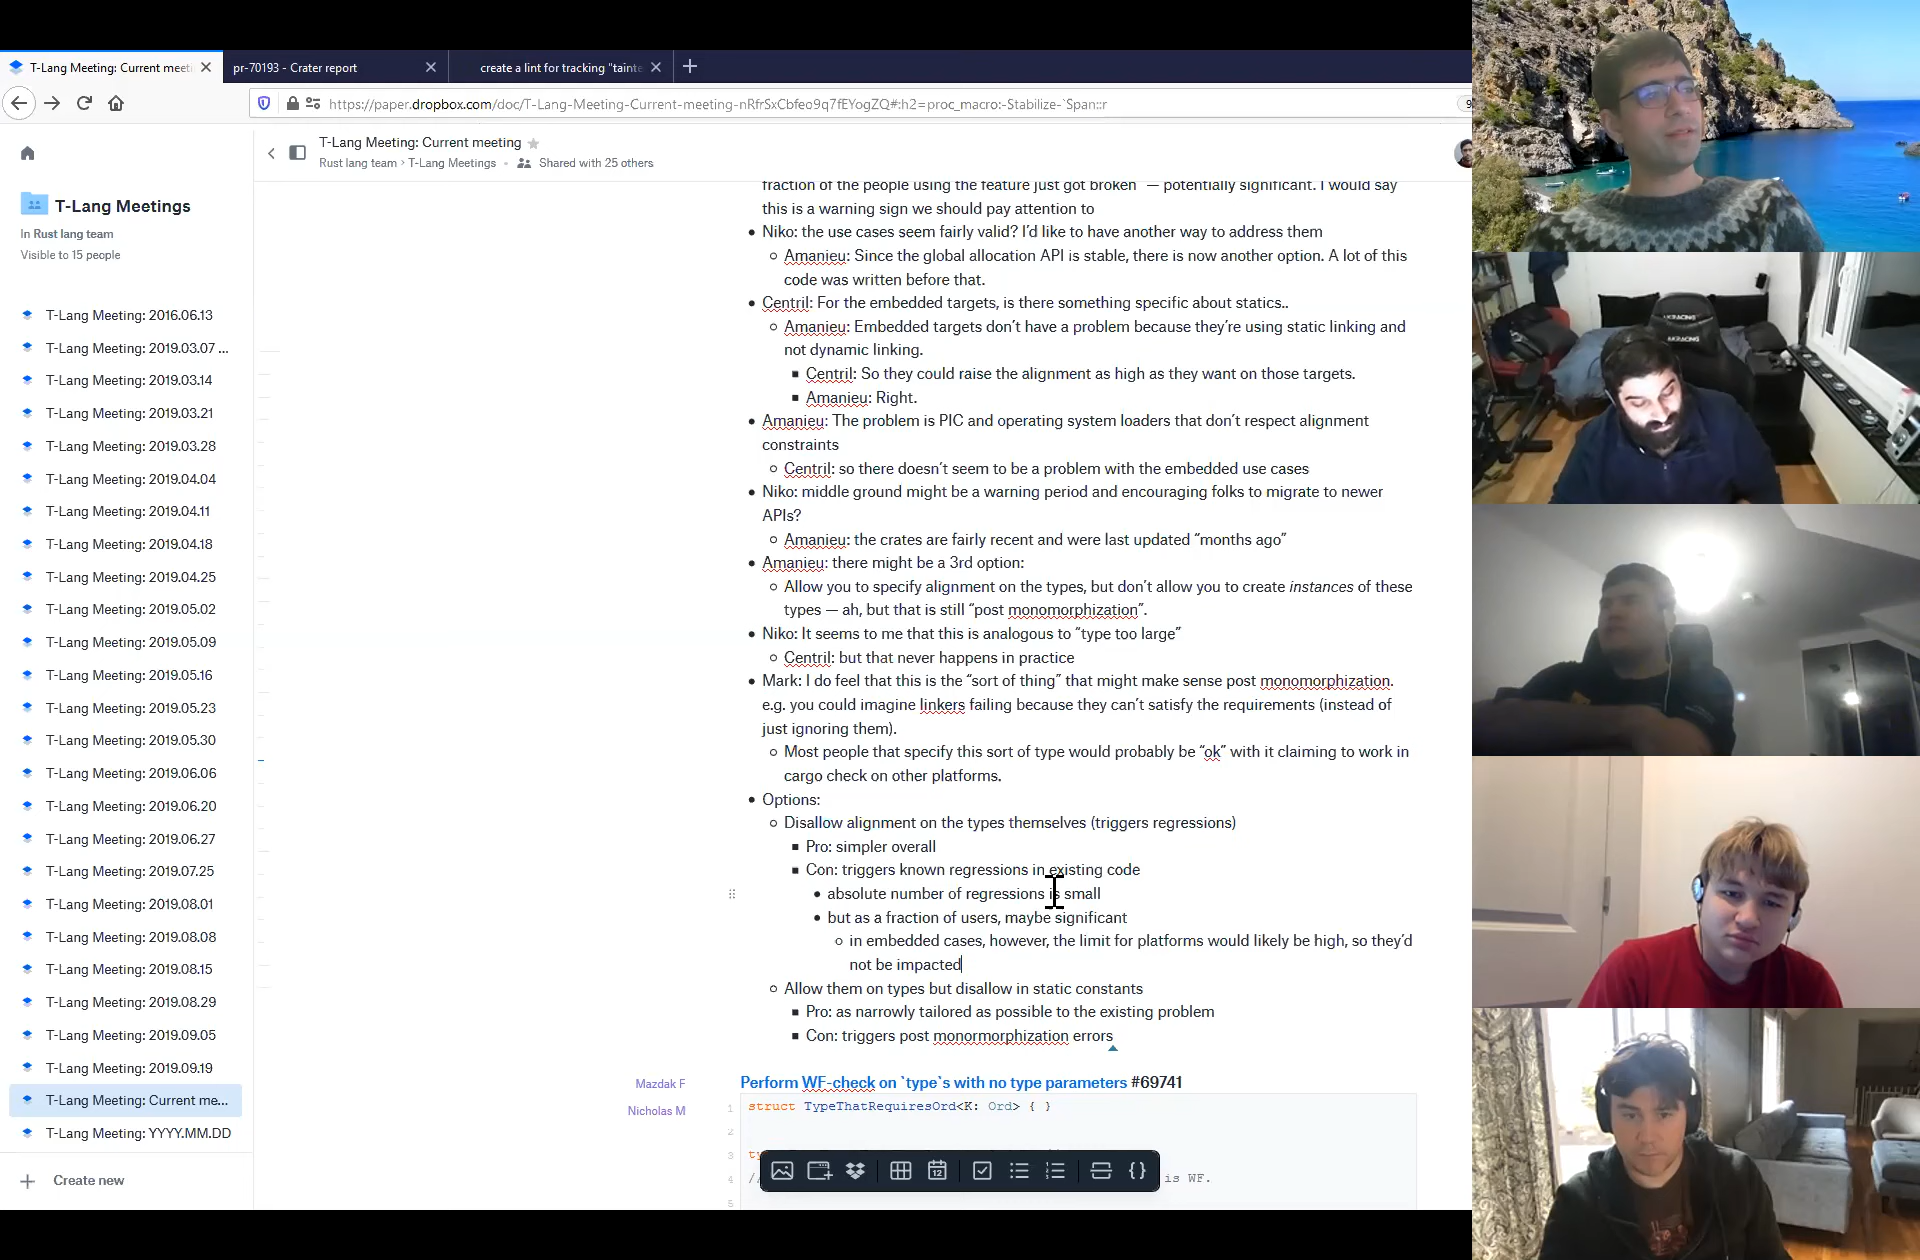 T-Lang Meeting: Current meeti
pr-70193 - Crater report
create a lint for tracking "tainte
https://paper.dropbox.com/doc/T-Lang-Meeting-Current-meeting-nRfrSxCbfeo9q7fEYogZQ#:h2=proc_macro:-Stabilize-`Span::r
T-Lang Meeting: Current meeting
Rust lang team › T-Lang Meetings
Shared with 25 others
T-Lang Meetings
In Rust lang team
Visible to 15 people
T-Lang Meeting: 2016.06.13
T-Lang Meeting: 2019.03.07 ...
T-Lang Meeting: 2019.03.14
T-Lang Meeting: 2019.03.21
T-Lang Meeting: 2019.03.28
T-Lang Meeting: 2019.04.04
T-Lang Meeting: 2019.04.11
T-Lang Meeting: 2019.04.18
T-Lang Meeting: 2019.04.25
T-Lang Meeting: 2019.05.02
T-Lang Meeting: 2019.05.09
T-Lang Meeting: 2019.05.16
T-Lang Meeting: 2019.05.23
T-Lang Meeting: 2019.05.30
T-Lang Meeting: 2019.06.06
T-Lang Meeting: 2019.06.20
T-Lang Meeting: 2019.06.27
T-Lang Meeting: 2019.07.25
T-Lang Meeting: 2019.08.01
T-Lang Meeting: 2019.08.08
T-Lang Meeting: 2019.08.15
T-Lang Meeting: 2019.08.29
T-Lang Meeting: 2019.09.05
T-Lang Meeting: 2019.09.19
T-Lang Meeting: Current me...
T-Lang Meeting: YYYY.MM.DD
Create new
fraction of the people using the feature just got broken" — potentially significant. I would say
this is a warning sign we should pay attention to
Niko: the use cases seem fairly valid? I'd like to have another way to address them
Amanieu: Since the global allocation API is stable, there is now another option. A lot of this
code was written before that.
Centril: For the embedded targets, is there something specific about statics..
Amanieu: Embedded targets don't have a problem because they're using static linking and
not dynamic linking.
Centril: So they could raise the alignment as high as they want on those targets.
Amanieu: Right.
Amanieu: The problem is PIC and operating system loaders that don't respect alignment
constraints
Centril: so there doesn't seem to be a problem with the embedded use cases
Niko: middle ground might be a warning period and encouraging folks to migrate to newer
APIs?
Amanieu: the crates are fairly recent and were last updated "months ago"
Amanieu: there might be a 3rd option:
Allow you to specify alignment on the types, but don't allow you to create instances of these
types — ah, but that is still "post monomorphization".
Niko: It seems to me that this is analogous to "type too large"
Centril: but that never happens in practice
Mark: I do feel that this is the "sort of thing" that might make sense post monomorphization.
e.g. you could imagine linkers failing because they can't satisfy the requirements (instead of
just ignoring them).
Most people that specify this sort of type would probably be "ok" with it claiming to work in
cargo check on other platforms.
Options:
Disallow alignment on the types themselves (triggers regressions)
Pro: simpler overall
Con: triggers known regressions in existing code
absolute number of regressions is small
but as a fraction of users, maybe significant
in embedded cases, however, the limit for platforms would likely be high, so they'd
not be impacted
Allow them on types but disallow in static constants
Pro: as narrowly tailored as possible to the existing problem
Con: triggers post monormorphization errors
Mazdak F
Perform WF-check on `type`s with no type parameters #69741
Nicholas M
1 struct TypeThatRequiresOrd<K: Ord> { }
2
3 ty
4 // is WF.
5
12
AKRACING
AKRACING